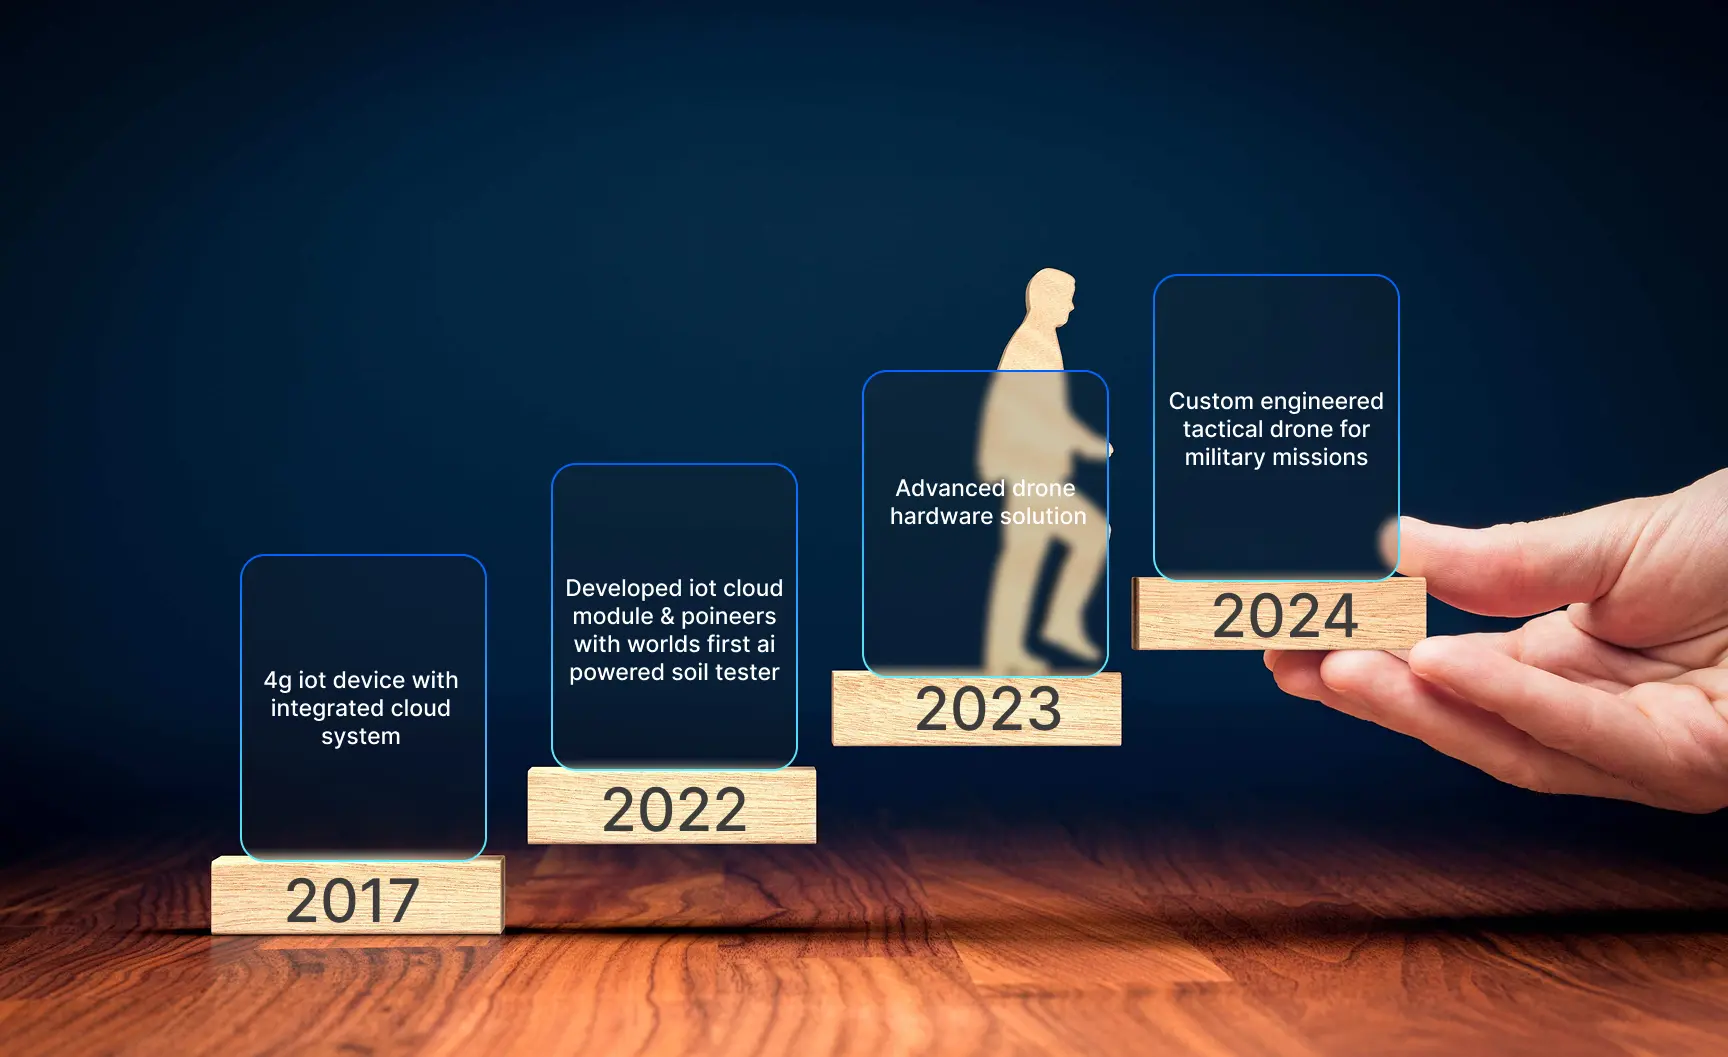 4g iot device with
integrated cloud
system
2017
Developed iot cloud
module & poineers
with worlds first ai
powered soil tester
2022
Advanced drone
hardware solution
2023
Custom engineered
tactical drone for
military missions
2024